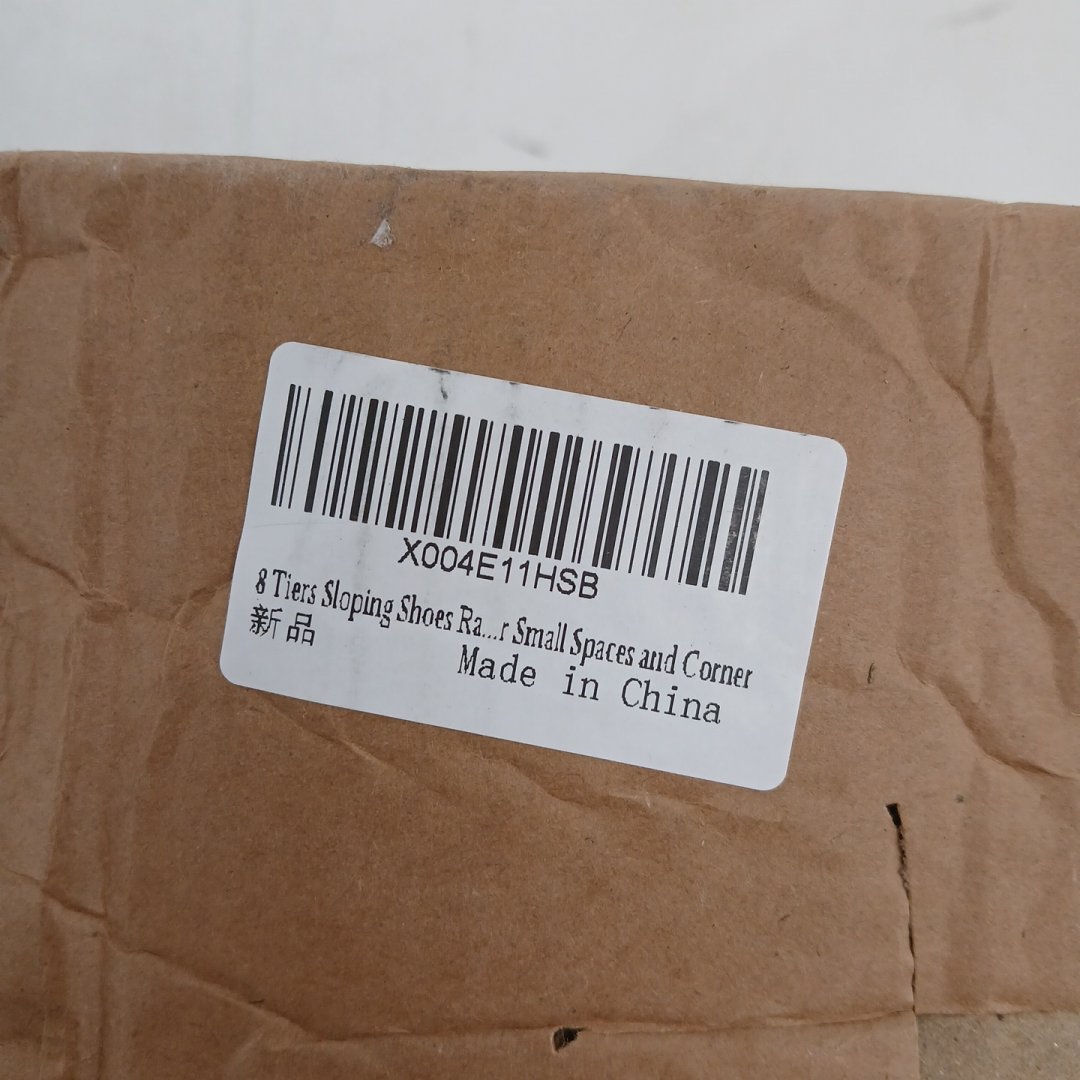 X004E11HSB
8 Tiers Sloping Shoes Ra...r Small Spaces and Corner
新品
Made in China